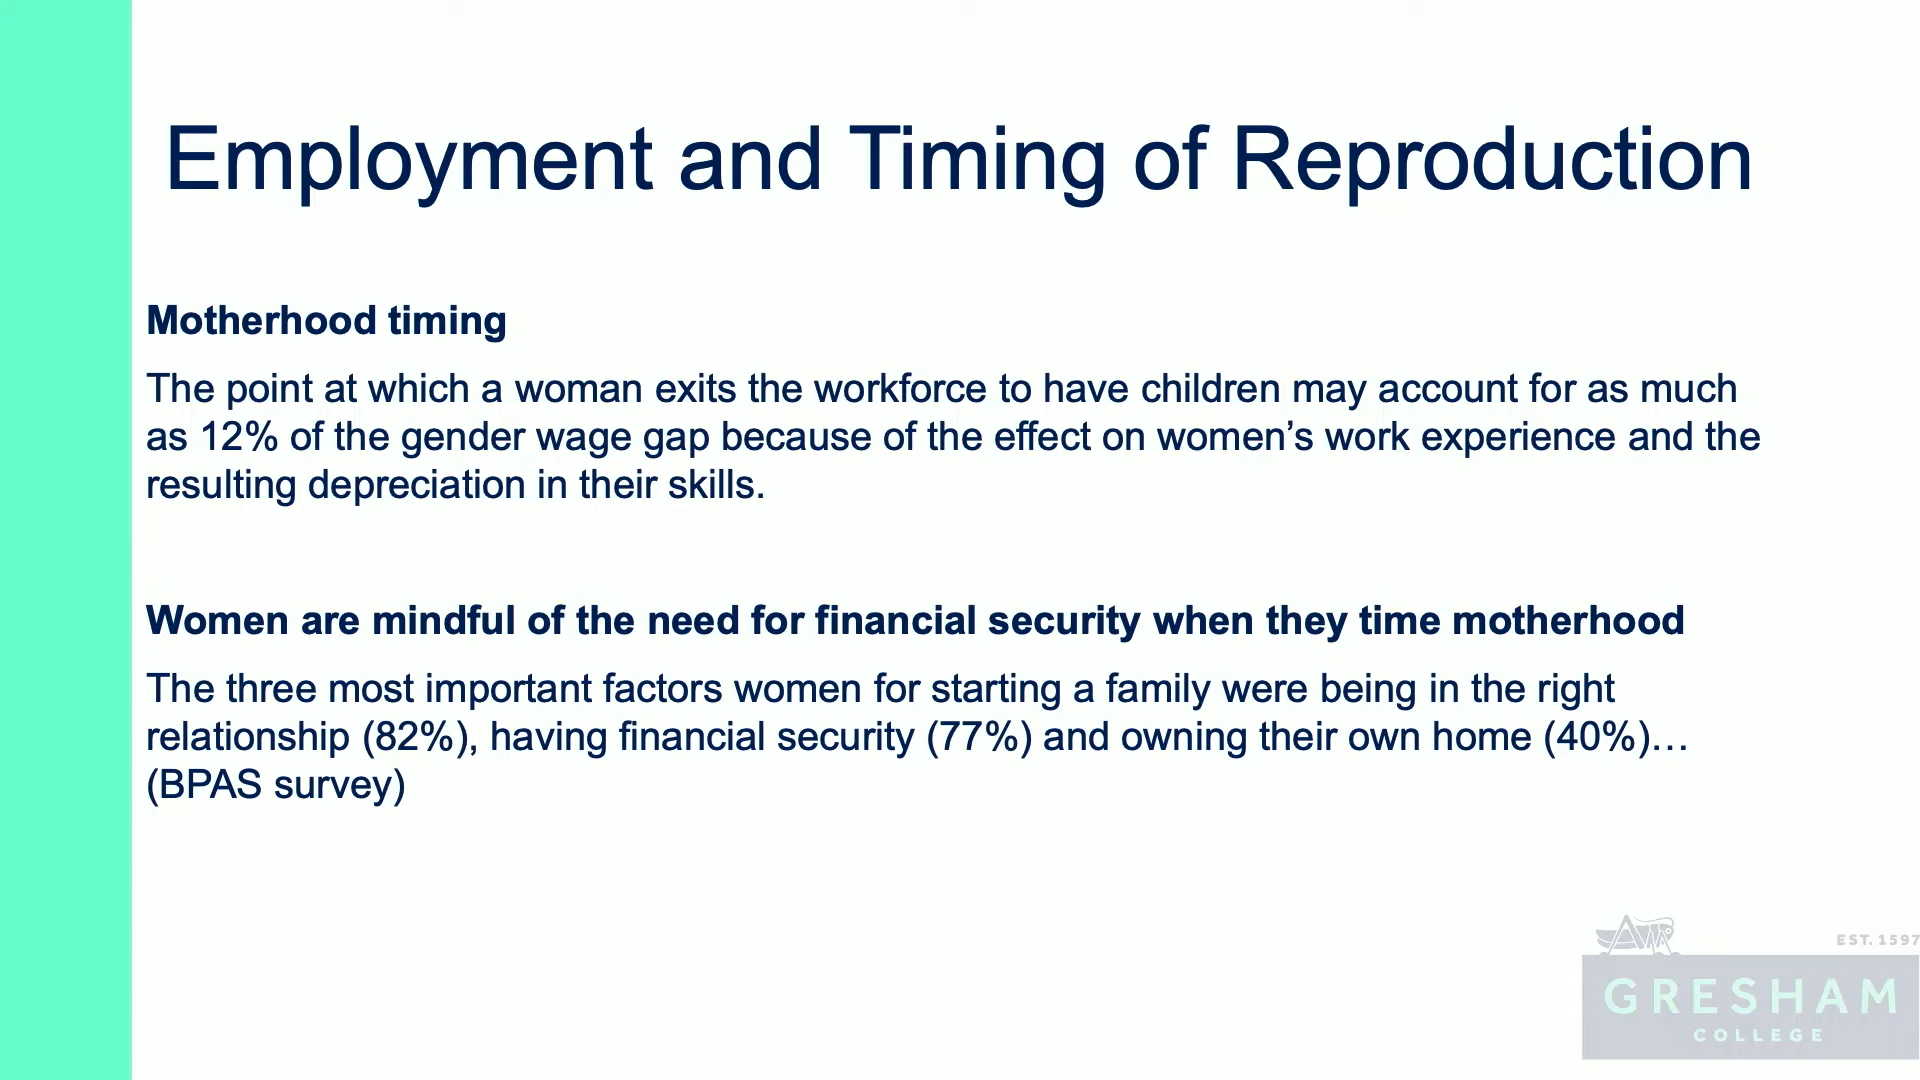 Employment and Timing of Reproduction
Motherhood timing
The point at which a woman exits the workforce to have children may account for as much
as 12% of the gender wage gap because of the effect on women’s work experience and the
resulting depreciation in their skills.
Women are mindful of the need for financial security when they time motherhood
The three most important factors women for starting a family were being in the right
relationship (82%), having financial security (77%) and owning their own home (40%)…
(BPAS survey)
EST. 1597
GRESHAM
COLLEGE